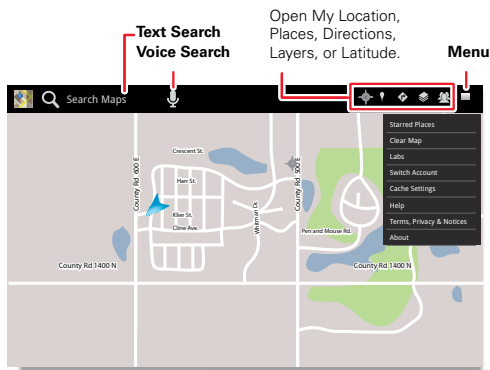 Text Search
Voice Search
Open My Location,
Places, Directions,
Layers, or Latitude.
Menu
Search Maps
Starred Places
Clear Map
Labs
Switch Account
Cache Settings
Help
Terms, Privacy & Notices
About
Crescent St.
County Rd 600 E
Harr St.
Klier St.
Cline Ave.
Whitman Dr.
County Rd 500 E
Pen and Mouse Rd.
County Rd 1400 N
County Rd 1400 N